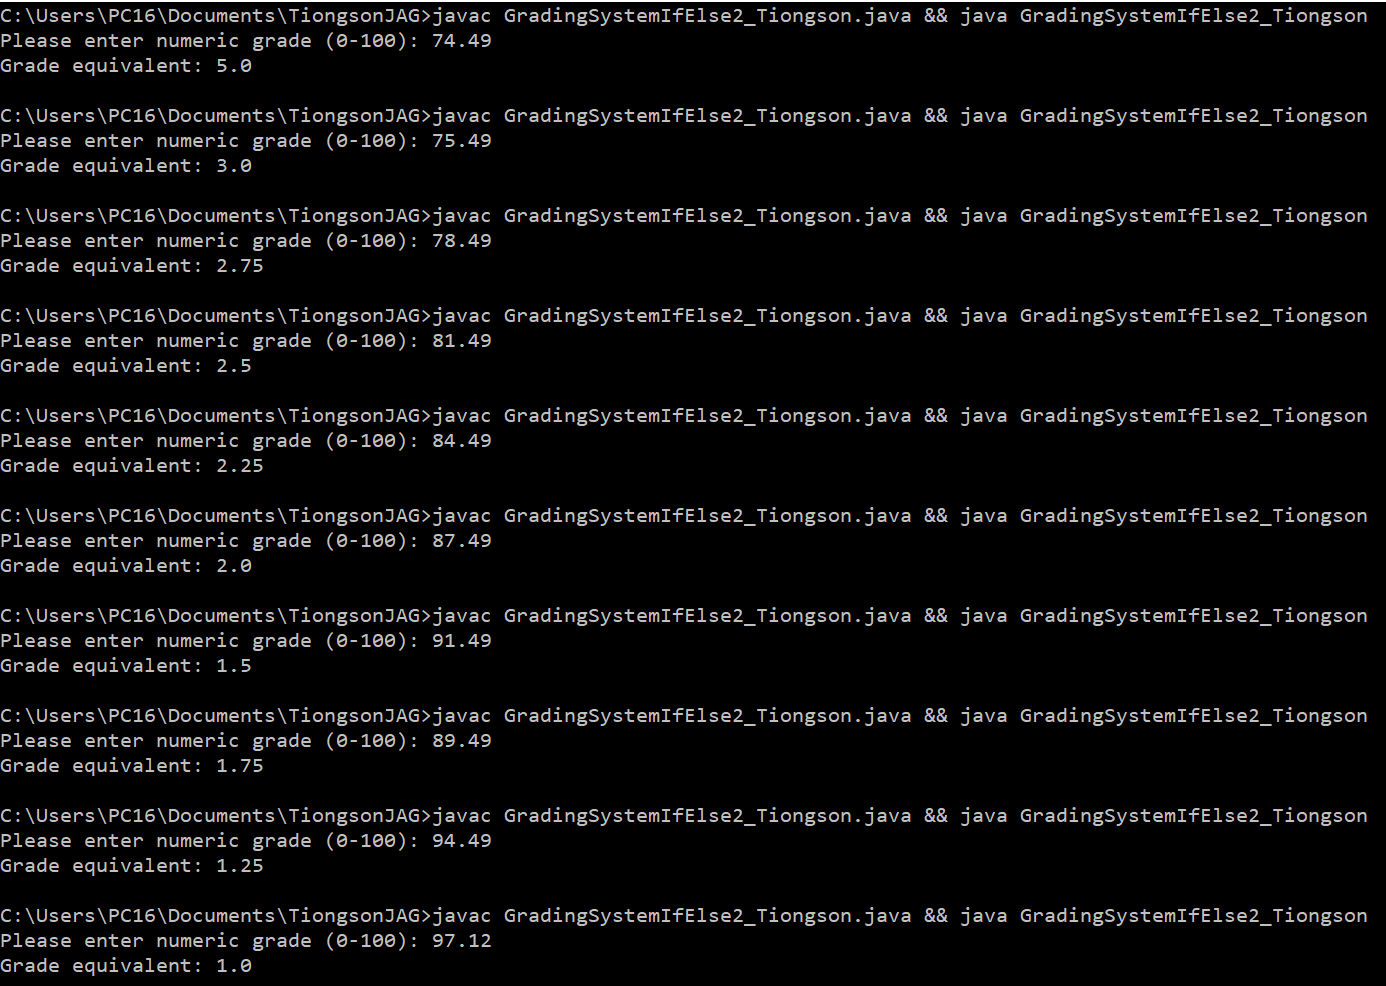 C:\Users\PC16\Documents\TiongsonJAG>javac GradingSystemIfElse2_Tiongson.java && java GradingSystemIfElse2_Tiongson
Please enter numeric grade (0-100): 74.49
Grade equivalent: 5.0
C:\Users\PC16\Documents\TiongsonJAG>javac GradingSystemIfElse2_Tiongson.java && java GradingSystemIfElse2_Tiongson
Please enter numeric grade (0-100): 75.49
Grade equivalent: 3.0
C:\Users\PC16\Documents\TiongsonJAG>javac GradingSystemIfElse2_Tiongson.java && java GradingSystemIfElse2_Tiongson
Please enter numeric grade (0-100): 78.49
Grade equivalent: 2.75
C:\Users\PC16\Documents\TiongsonJAG>javac GradingSystemIfElse2_Tiongson.java && java GradingSystemIfElse2_Tiongson
Please enter numeric grade (0-100): 81.49
Grade equivalent: 2.5
C:\Users\PC16\Documents\TiongsonJAG>javac GradingSystemIfElse2_Tiongson.java && java GradingSystemIfElse2_Tiongson
Please enter numeric grade (0-100): 84.49
Grade equivalent: 2.25
C:\Users\PC16\Documents\TiongsonJAG>javac GradingSystemIfElse2_Tiongson.java && java GradingSystemIfElse2_Tiongson
Please enter numeric grade (0-100): 87.49
Grade equivalent: 2.0
C:\Users\PC16\Documents\TiongsonJAG>javac GradingSystemIfElse2_Tiongson.java && java GradingSystemIfElse2_Tiongson
Please enter numeric grade (0-100): 91.49
Grade equivalent: 1.5
C:\Users\PC16\Documents\TiongsonJAG>javac GradingSystemIfElse2_Tiongson.java && java GradingSystemIfElse2_Tiongson
Please enter numeric grade (0-100): 89.49
Grade equivalent: 1.75
C:\Users\PC16\Documents\TiongsonJAG>javac GradingSystemIfElse2_Tiongson.java && java GradingSystemIfElse2_Tiongson
Please enter numeric grade (0-100): 94.49
Grade equivalent: 1.25
C:\Users\PC16\Documents\TiongsonJAG>javac GradingSystemIfElse2_Tiongson.java && java GradingSystemIfElse2_Tiongson
Please enter numeric grade (0-100): 97.12
Grade equivalent: 1.0